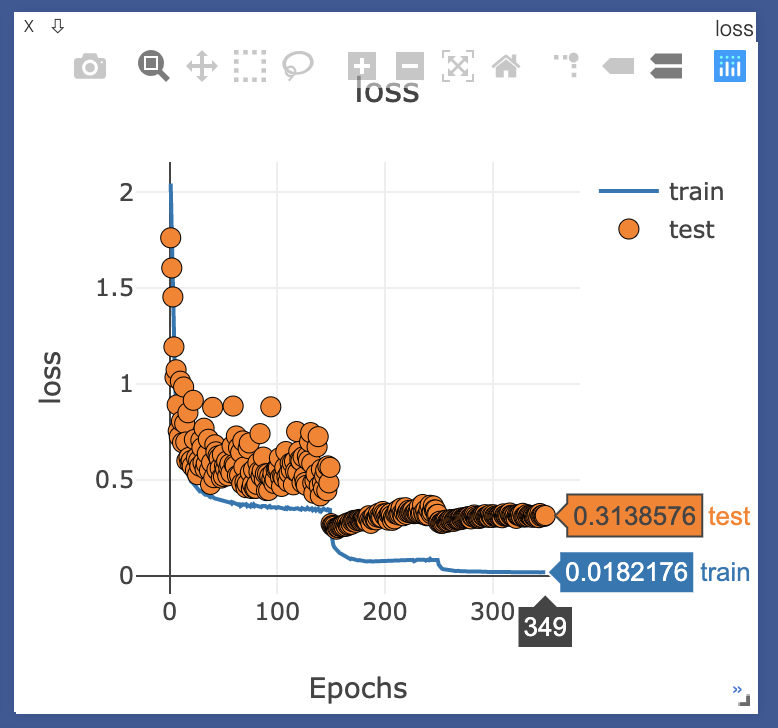 X ⇩ loss
loss
train
test
2
1.5
1
0.5
0
loss
0 100 200 300
349
0.3138576 test
0.0182176 train
Epochs
»